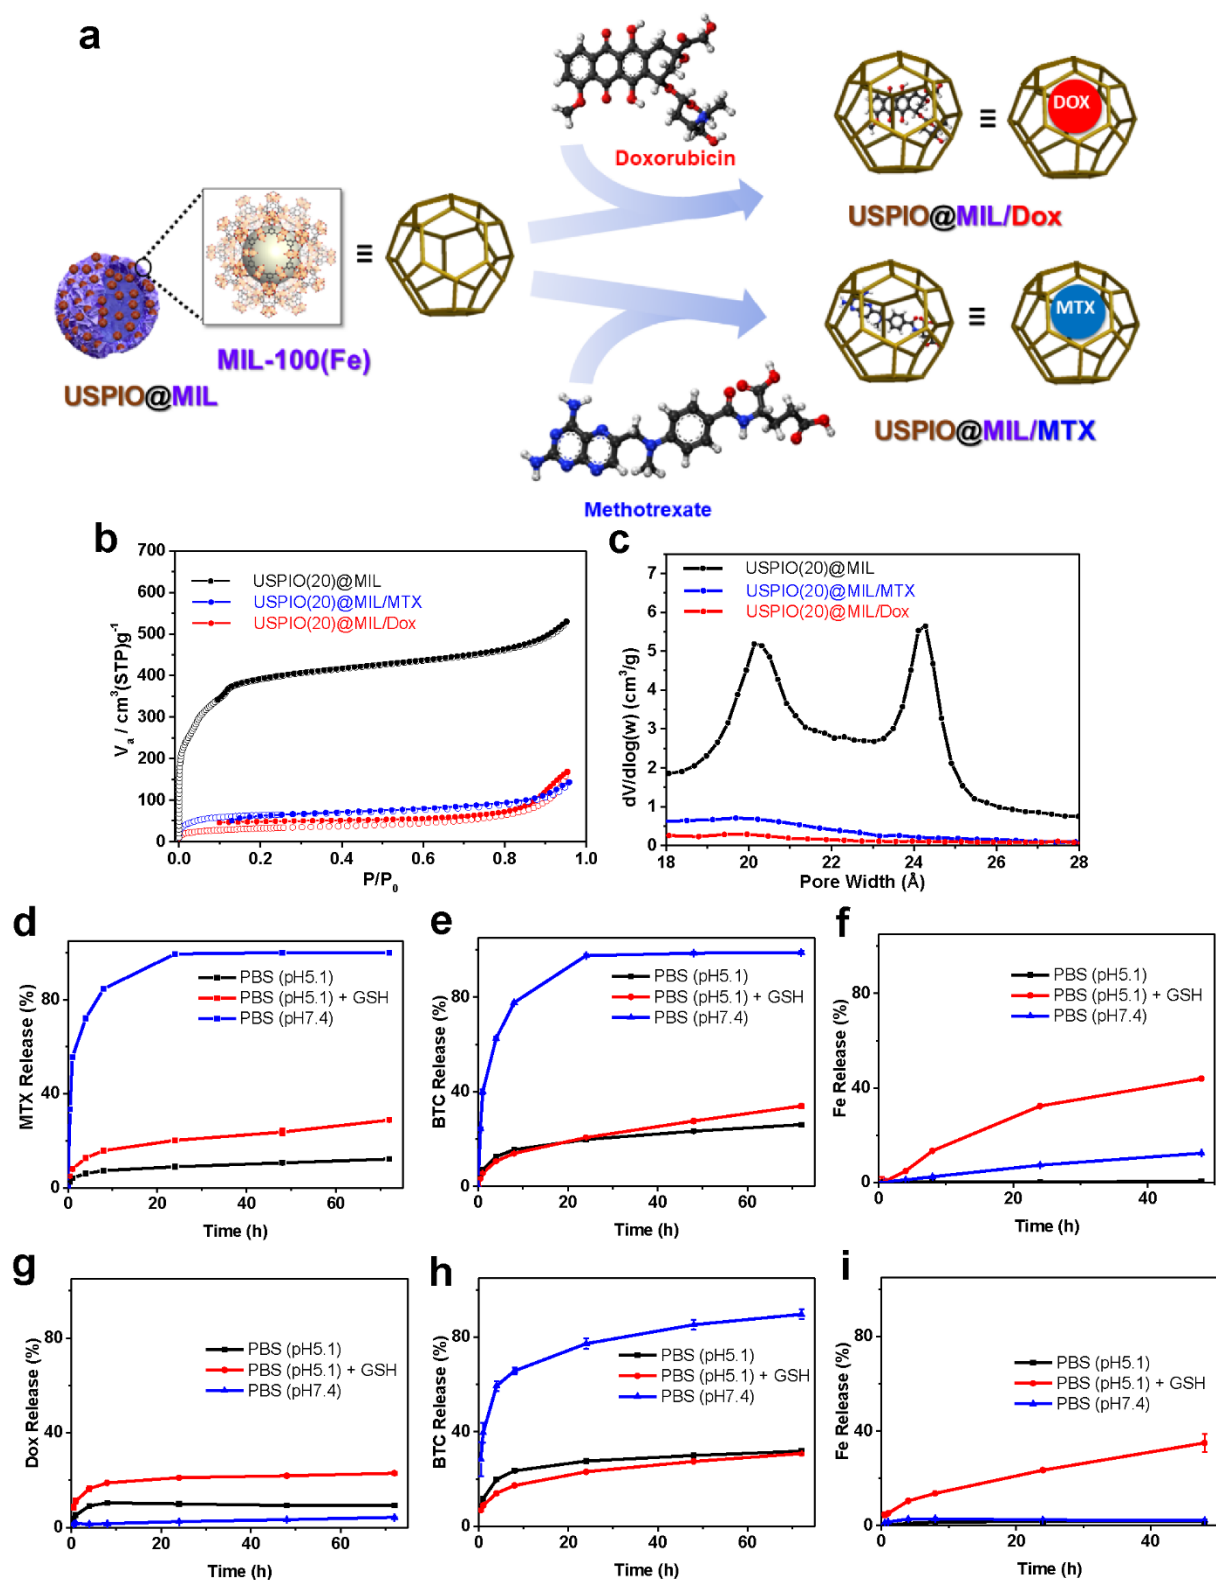 a
Doxorubicin
DOX
USPIO@MIL/Dox
MIL-100(Fe)
USPIO@MIL
MTX
USPIO@MIL/MTX
Methotrexate
b
700
600
500
400
300
200
100
0
0.0 0.2 0.4 0.6 0.8 1.0
Va / cm3(STP)g-1
P/P0
USPIO(20)@MIL
USPIO(20)@MIL/MTX
USPIO(20)@MIL/Dox
c
7
6
5
4
3
2
1
0
18 20 22 24 26 28
dV/dlog(w) (cm3/g)
Pore Width (Å)
USPIO(20)@MIL
USPIO(20)@MIL/MTX
USPIO(20)@MIL/Dox
d
80
40
0
0 20 40 60
MTX Release (%)
Time (h)
PBS (pH5.1)
PBS (pH5.1) + GSH
PBS (pH7.4)
e
80
40
0
0 20 40 60
BTC Release (%)
Time (h)
PBS (pH5.1)
PBS (pH5.1) + GSH
PBS (pH7.4)
f
80
40
0
0 20 40
Fe Release (%)
Time (h)
PBS (pH5.1)
PBS (pH5.1) + GSH
PBS (pH7.4)
g
80
40
0
0 20 40 60
Dox Release (%)
Time (h)
PBS (pH5.1)
PBS (pH5.1) + GSH
PBS (pH7.4)
h
80
40
0
0 20 40 60
BTC Release (%)
Time (h)
PBS (pH5.1)
PBS (pH5.1) + GSH
PBS (pH7.4)
i
80
40
0
0 20 40
Fe Release (%)
Time (h)
PBS (pH5.1)
PBS (pH5.1) + GSH
PBS (pH7.4)